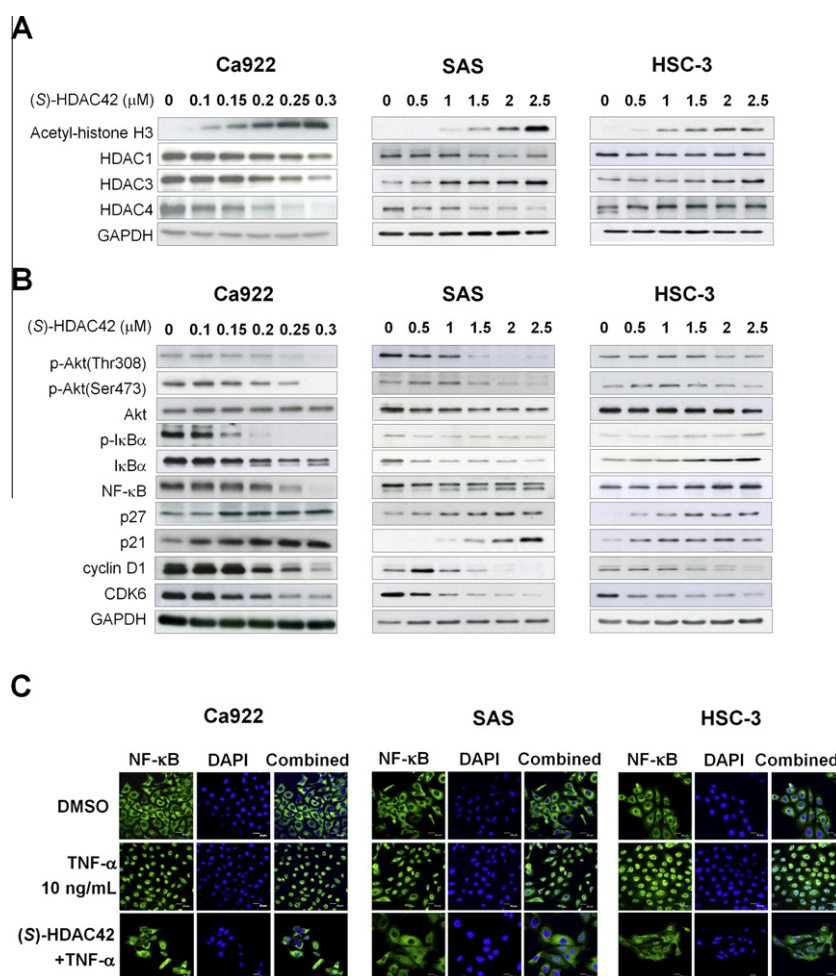 A
Ca922
SAS
HSC-3
(S)-HDAC42 (μM)
0 0.1 0.15 0.2 0.25 0.3
0 0.5 1 1.5 2 2.5
0 0.5 1 1.5 2 2.5
Acetyl-histone H3
HDAC1
HDAC3
HDAC4
GAPDH
B
Ca922
SAS
HSC-3
(S)-HDAC42 (μM)
0 0.1 0.15 0.2 0.25 0.3
0 0.5 1 1.5 2 2.5
0 0.5 1 1.5 2 2.5
p-Akt(Thr308)
p-Akt(Ser473)
Akt
p-IκBα
IκBα
NF-κB
p27
p21
cyclin D1
CDK6
GAPDH
C
Ca922
SAS
HSC-3
NF-κB DAPI Combined
NF-κB DAPI Combined
NF-κB DAPI Combined
DMSO
TNF-α
10 ng/mL
(S)-HDAC42
+TNF-α